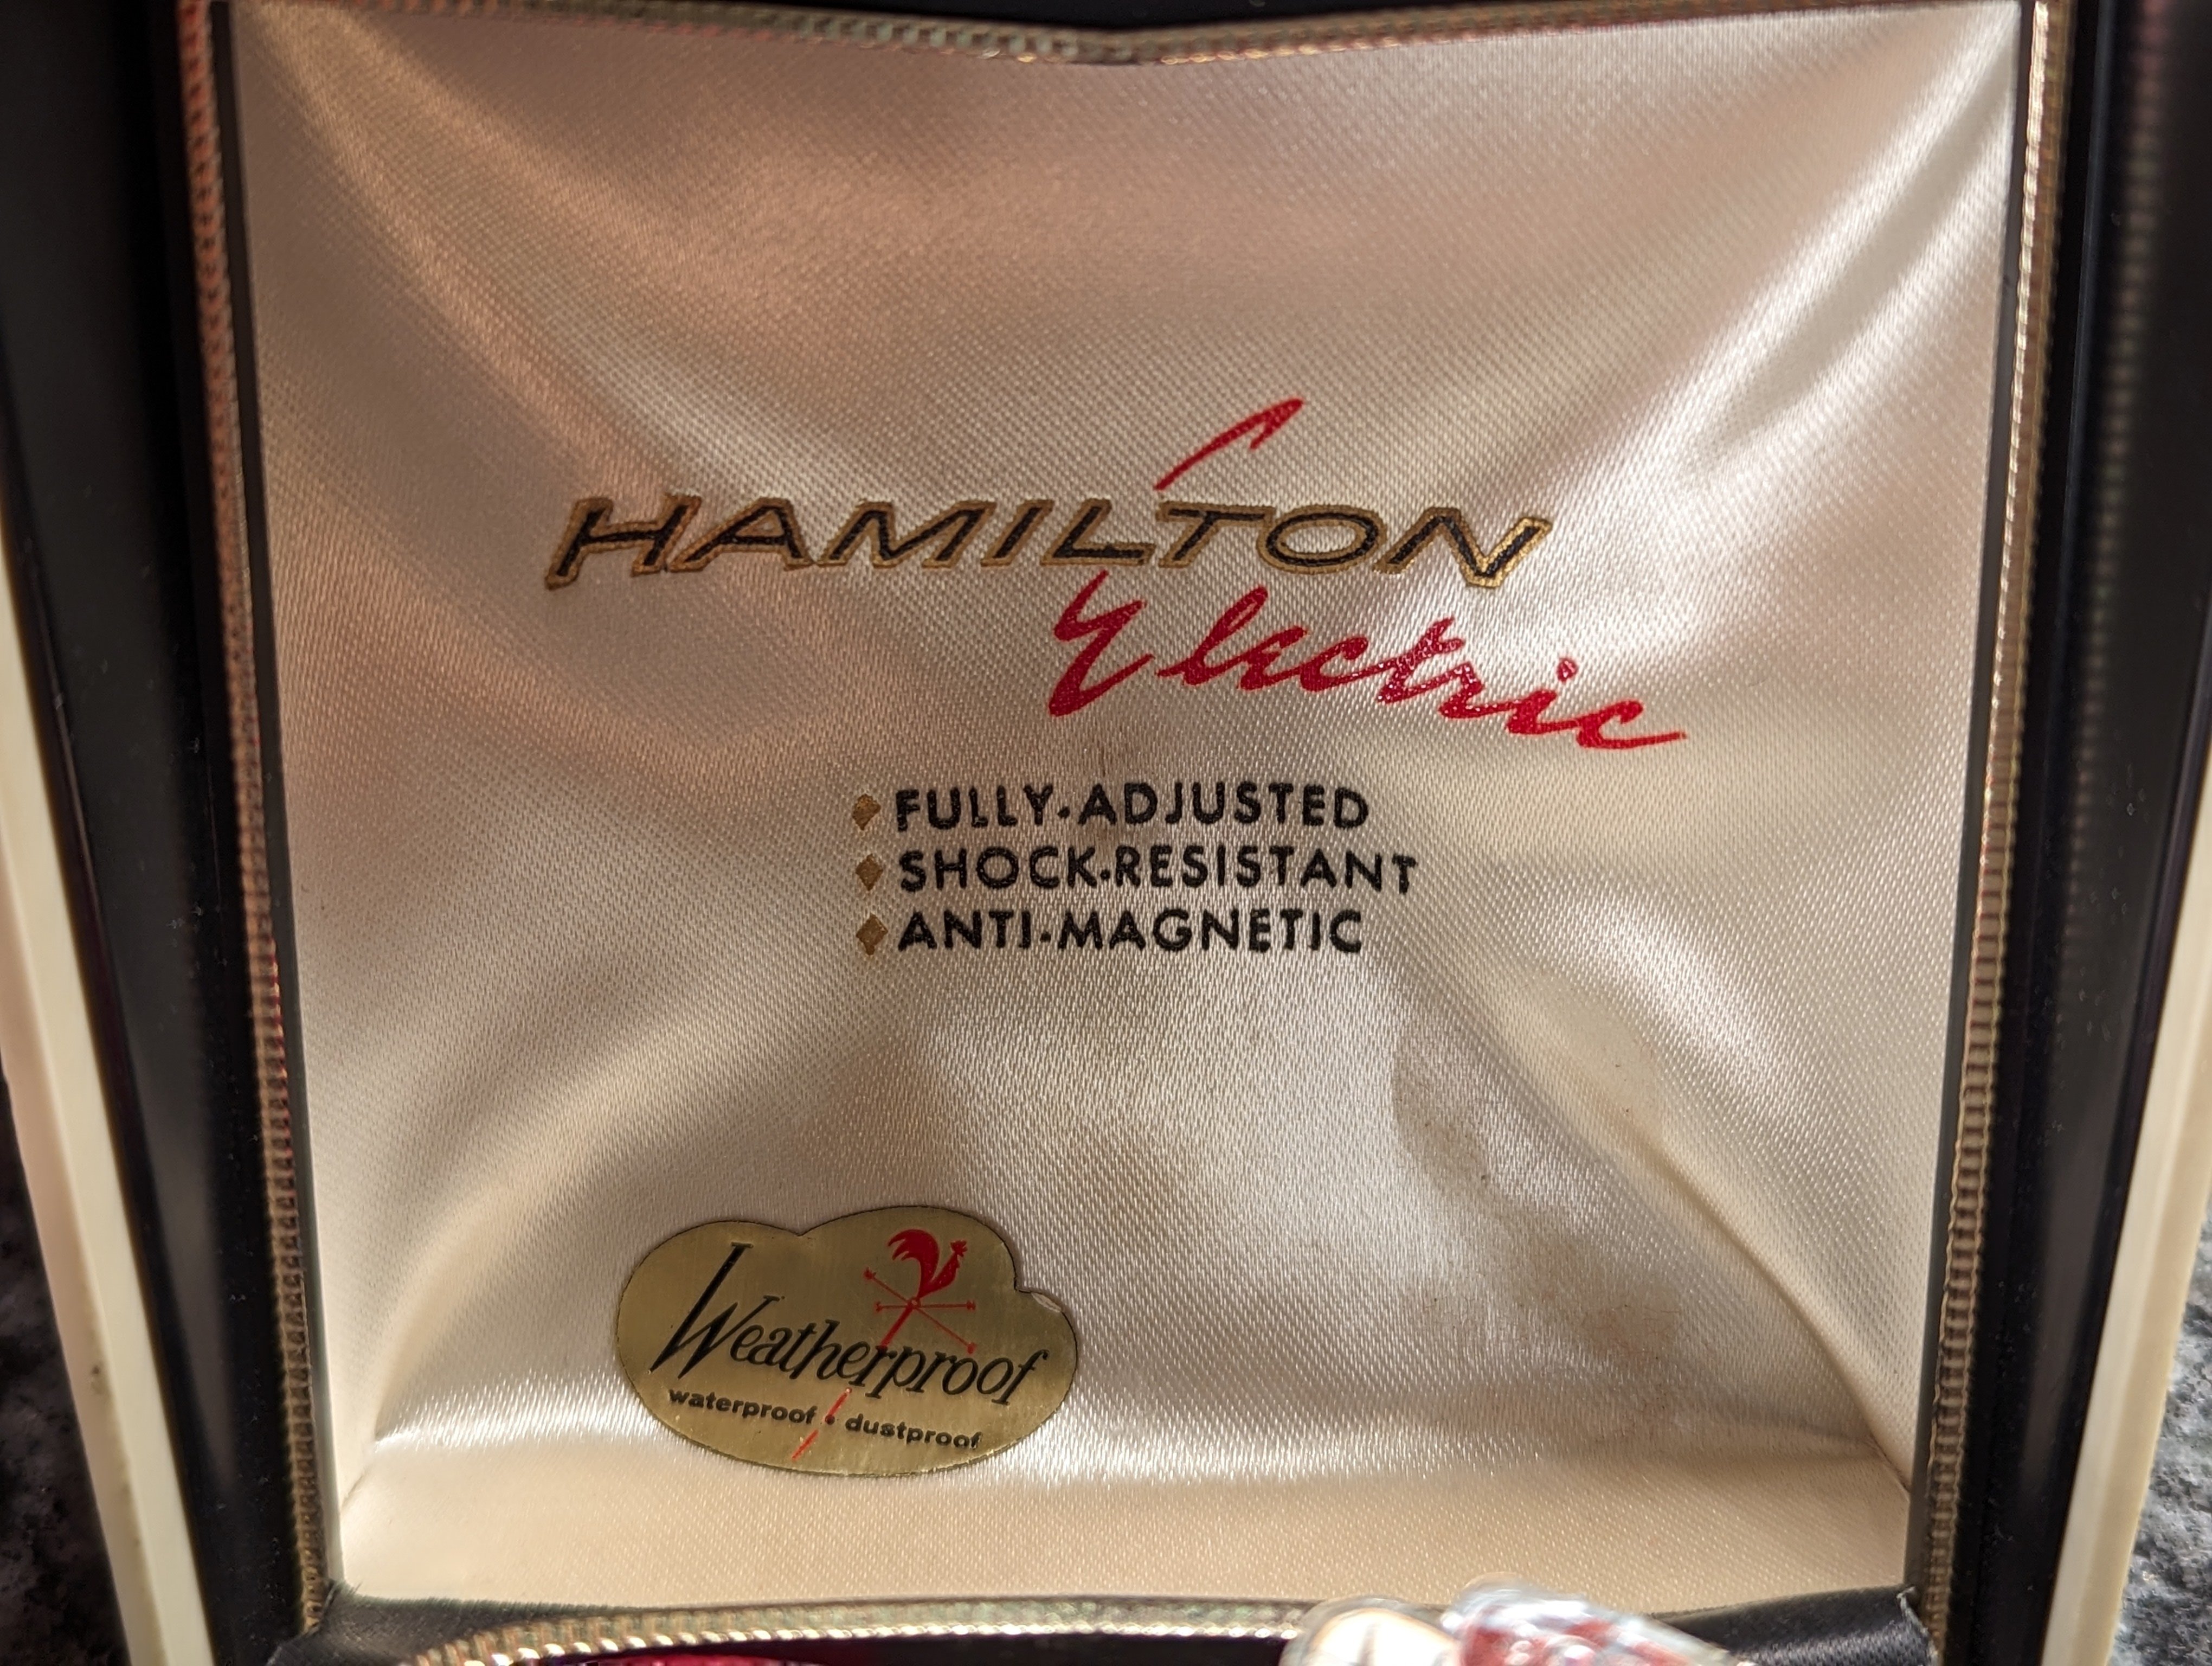 HAMILTON
Electric
FULLY-ADJUSTED
SHOCK-RESISTANT
ANTI-MAGNETIC
Weatherproof
waterproof • dustproof